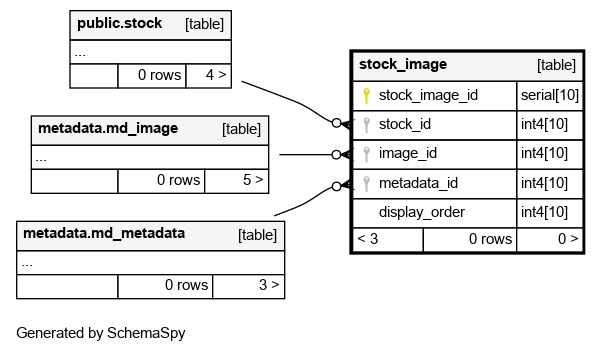 public.stock [table]
...
0 rows 4 >
metadata.md_image [table]
...
0 rows 5 >
metadata.md_metadata [table]
...
0 rows 3 >
stock_image [table]
stock_image_id serial[10]
stock_id int4[10]
image_id int4[10]
metadata_id int4[10]
display_order int4[10]
< 3 0 rows 0 >
Generated by SchemaSpy